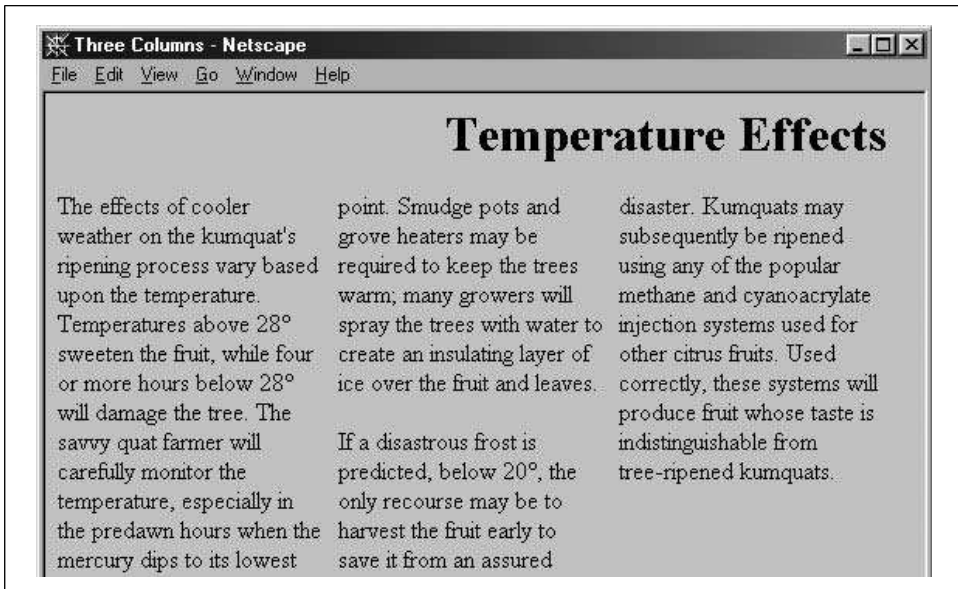 Three Columns - Netscape
File Edit View Go Window Help
Temperature Effects
The effects of cooler
weather on the kumquat's
ripening process vary based
upon the temperature.
Temperatures above 28°
sweeten the fruit, while four
or more hours below 28°
will damage the tree. The
savvy quat farmer will
carefully monitor the
temperature, especially in
the predawn hours when the
mercury dips to its lowest
point. Smudge pots and
grove heaters may be
required to keep the trees
warm; many growers will
spray the trees with water to
create an insulating layer of
ice over the fruit and leaves.
If a disastrous frost is
predicted, below 20°, the
only recourse may be to
harvest the fruit early to
save it from an assured
disaster. Kumquats may
subsequently be ripened
using any of the popular
methane and cyanoacrylate
injection systems used for
other citrus fruits. Used
correctly, these systems will
produce fruit whose taste is
indistinguishable from
tree-ripened kumquats.